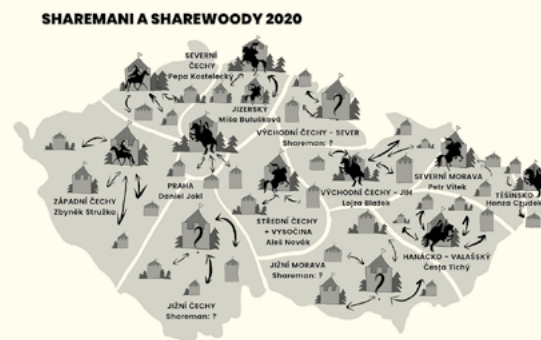 SHAREMANI A SHAREWOODY 2020
SEVERNÍ
ČECHY
Pepa Kostelecký
JIZERSKY
Míša Bulušková
VÝCHODNÍ ČECHY - SEVER
Shareman: ?
PRAHA
Daniel Jokl
ZÁPADNÍ ČECHY
Zbyněk Stružka
VÝCHODNÍ ČECHY - JIH
Lojza Blažek
SEVERNÍ MORAVA
Petr Vítek
TĚŠÍNSKO
Honza Czudek
STŘEDNÍ ČECHY
+ VYSOČINA
Aleš Novák
HANÁCKO - VALAŠSKÝ
Česťa Tichý
JIŽNÍ MORAVA
Shareman: ?
JIŽNÍ ČECHY
Shareman: ?
?
?
?